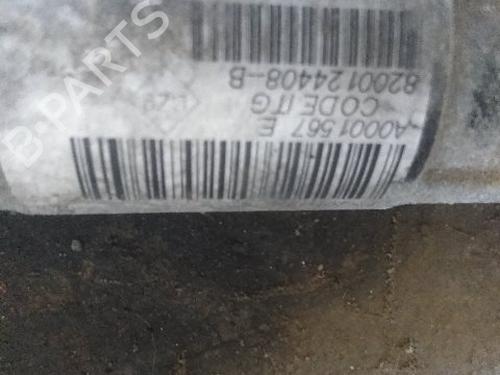 A0001567 E
CODE ITG
8200124408-B
B-PARTS